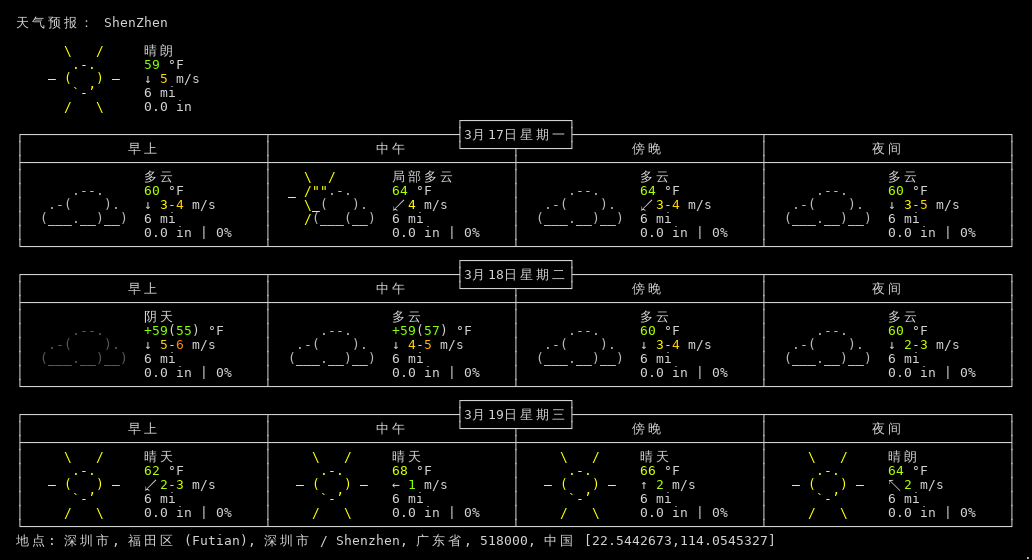 天气预报： ShenZhen
晴朗
59 °F
↓ 5 m/s
6 mi
0.0 in
3月17日星期一
早上 中午 傍晚 夜间
多云 局部多云 多云 多云
60 °F 64 °F 64 °F 60 °F
↓ 3-4 m/s ↙ 4 m/s ↙ 3-4 m/s ↓ 3-5 m/s
6 mi 6 mi 6 mi 6 mi
0.0 in | 0% 0.0 in | 0% 0.0 in | 0% 0.0 in | 0%
3月18日星期二
早上 中午 傍晚 夜间
阴天 多云 多云 多云
+59(55) °F +59(57) °F 60 °F 60 °F
↓ 5-6 m/s ↓ 4-5 m/s ↓ 3-4 m/s ↓ 2-3 m/s
6 mi 6 mi 6 mi 6 mi
0.0 in | 0% 0.0 in | 0% 0.0 in | 0% 0.0 in | 0%
3月19日星期三
早上 中午 傍晚 夜间
晴天 晴天 晴天 晴朗
62 °F 68 °F 66 °F 64 °F
↙ 2-3 m/s ← 1 m/s ↑ 2 m/s ↖ 2 m/s
6 mi 6 mi 6 mi 6 mi
0.0 in | 0% 0.0 in | 0% 0.0 in | 0% 0.0 in | 0%
地点: 深圳市, 福田区 (Futian), 深圳市 / Shenzhen, 广东省, 518000, 中国 [22.5442673,114.0545327]